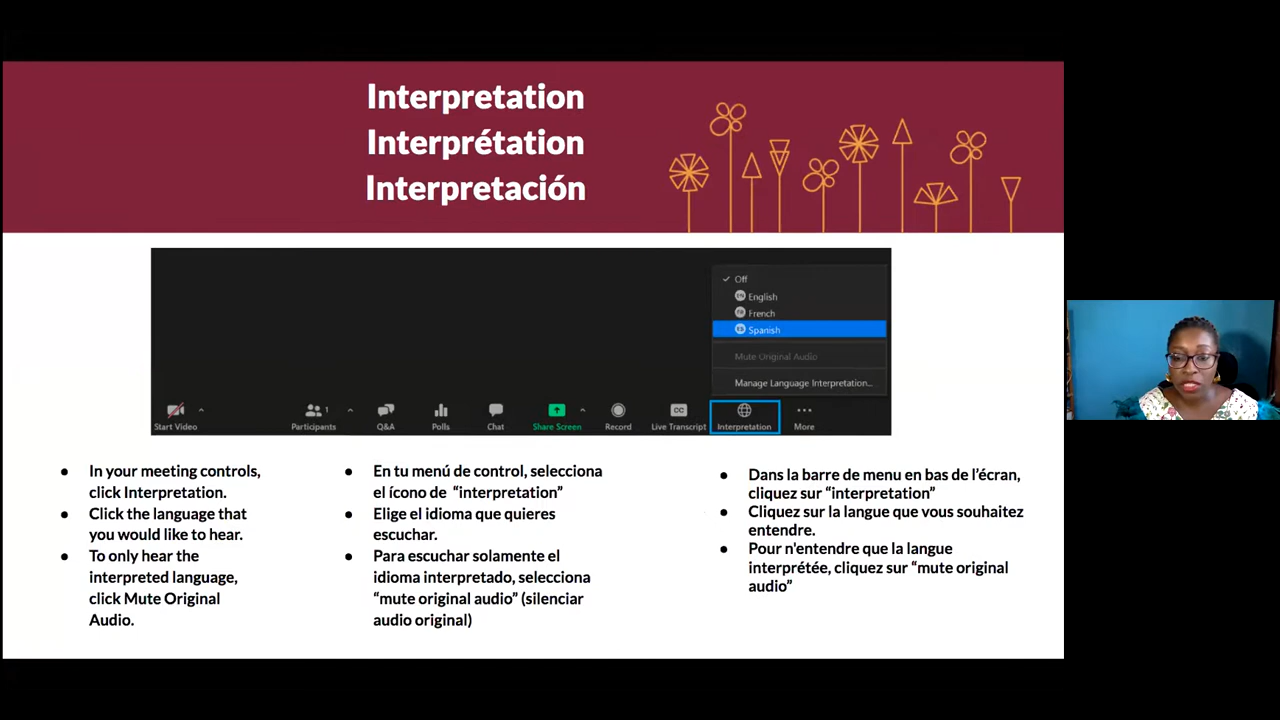 Interpretation
Interprétation
Interpretación
Off
English
French
Spanish
Mute Original Audio
Manage Language Interpretation...
Start Video
Participants
1
Q&A
Polls
Chat
Share Screen
Record
CC
Live Transcript
Interpretation
More
In your meeting controls,
click Interpretation.
Click the language that
you would like to hear.
To only hear the
interpreted language,
click Mute Original
Audio.
En tu menú de control, selecciona
el ícono de “interpretation”
Elige el idioma que quieres
escuchar.
Para escuchar solamente el
idioma interpretado, selecciona
“mute original audio” (silenciar
audio original)
Dans la barre de menu en bas de l’écran,
cliquez sur “interpretation”
Cliquez sur la langue que vous souhaitez
entendre.
Pour n'entendre que la langue
interprétée, cliquez sur “mute original
audio”